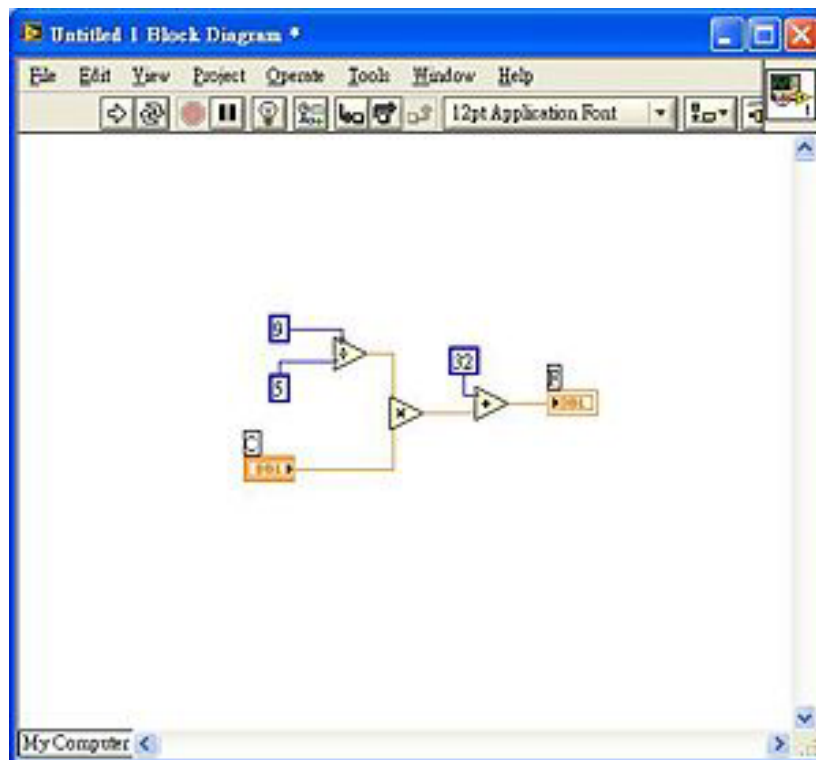 Untitled 1 Block Diagram *
File Edit View Project Operate Tools Window Help
12pt Application Font
9
÷
5
32
F
+
DBL
×
C
DBL
My Computer